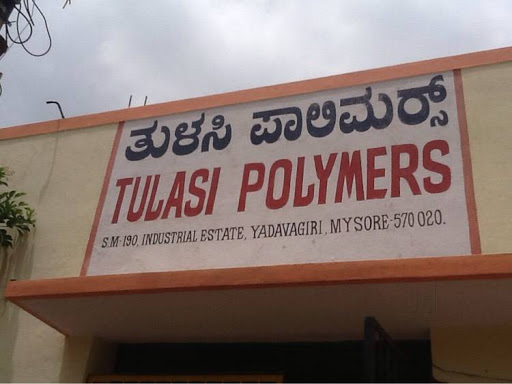 ತುಳಸಿ ಪಾಲಿಮರ್ಸ್
TULASI POLYMERS
S.M-190, INDUSTRIAL ESTATE, YADAVAGIRI, MYSORE-570 020.